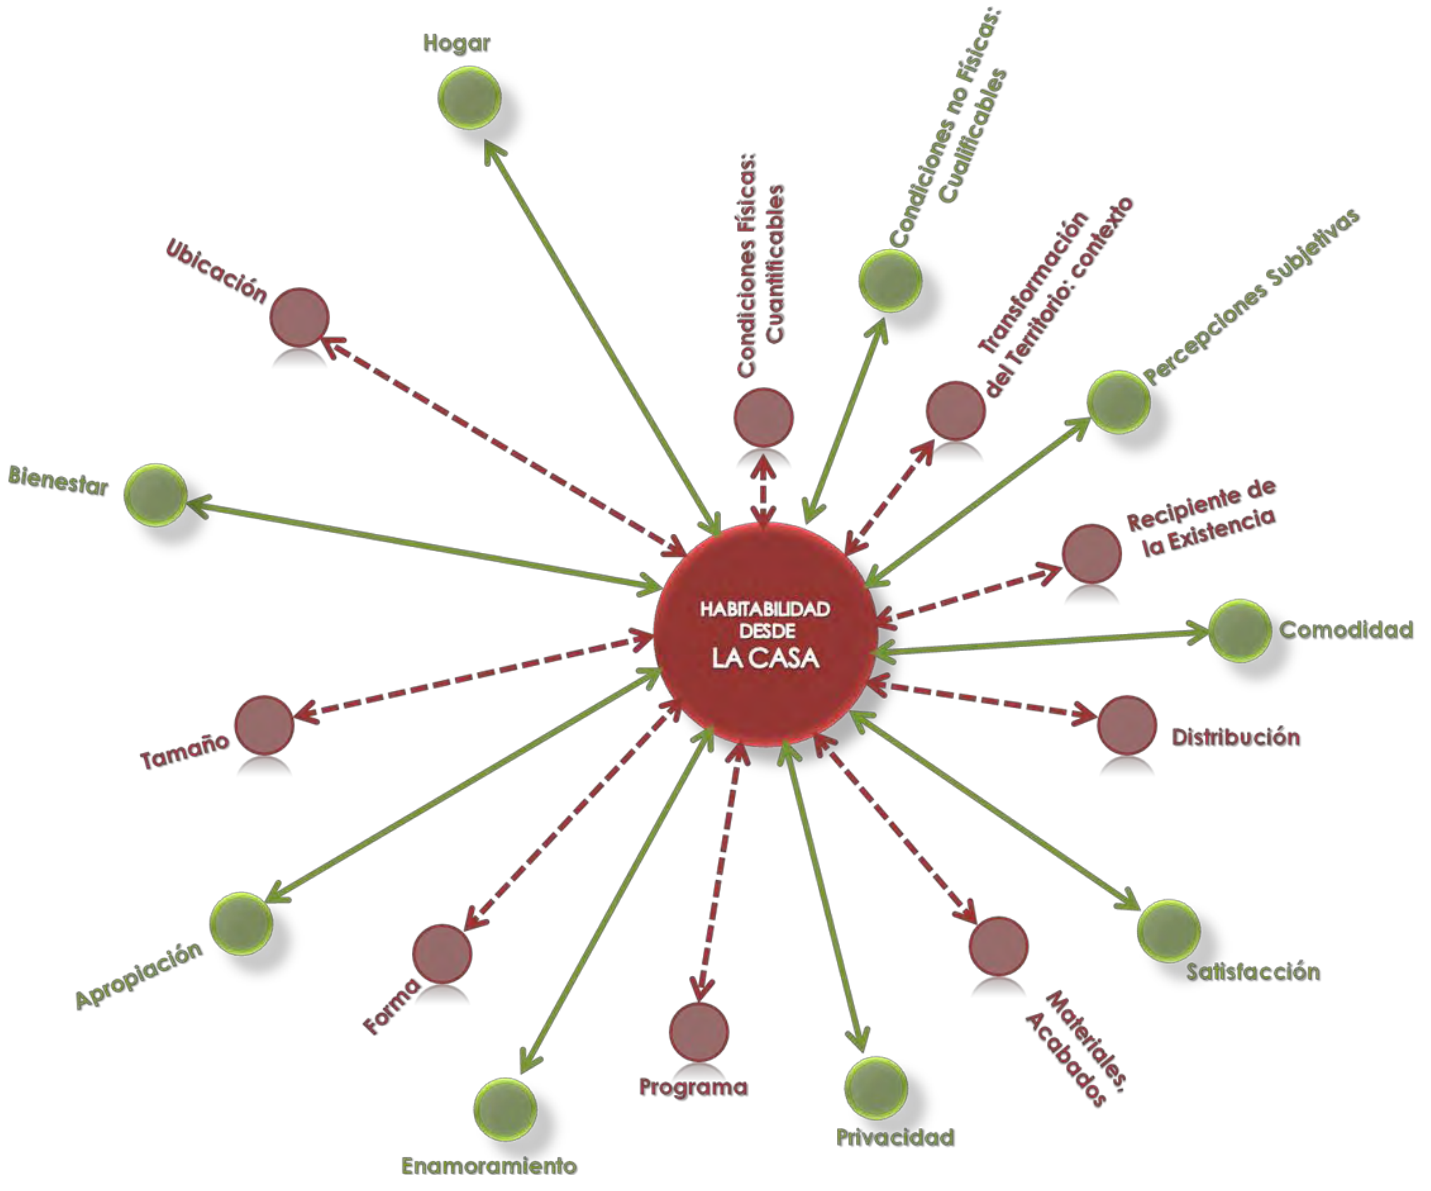 Hogar
Condiciones no Físicas:
Cualificables
Condiciones Físicas:
Cuantificables
Transformación
del Territorio: contexto
Percepciones Subjetivas
Ubicación
Bienestar
Recipiente de
la Existencia
HABITABILIDAD
DESDE
LA CASA
Comodidad
Tamaño
Distribución
Apropiación
Forma
Satisfacción
Materiales,
Acabados
Programa
Privacidad
Enamoramiento